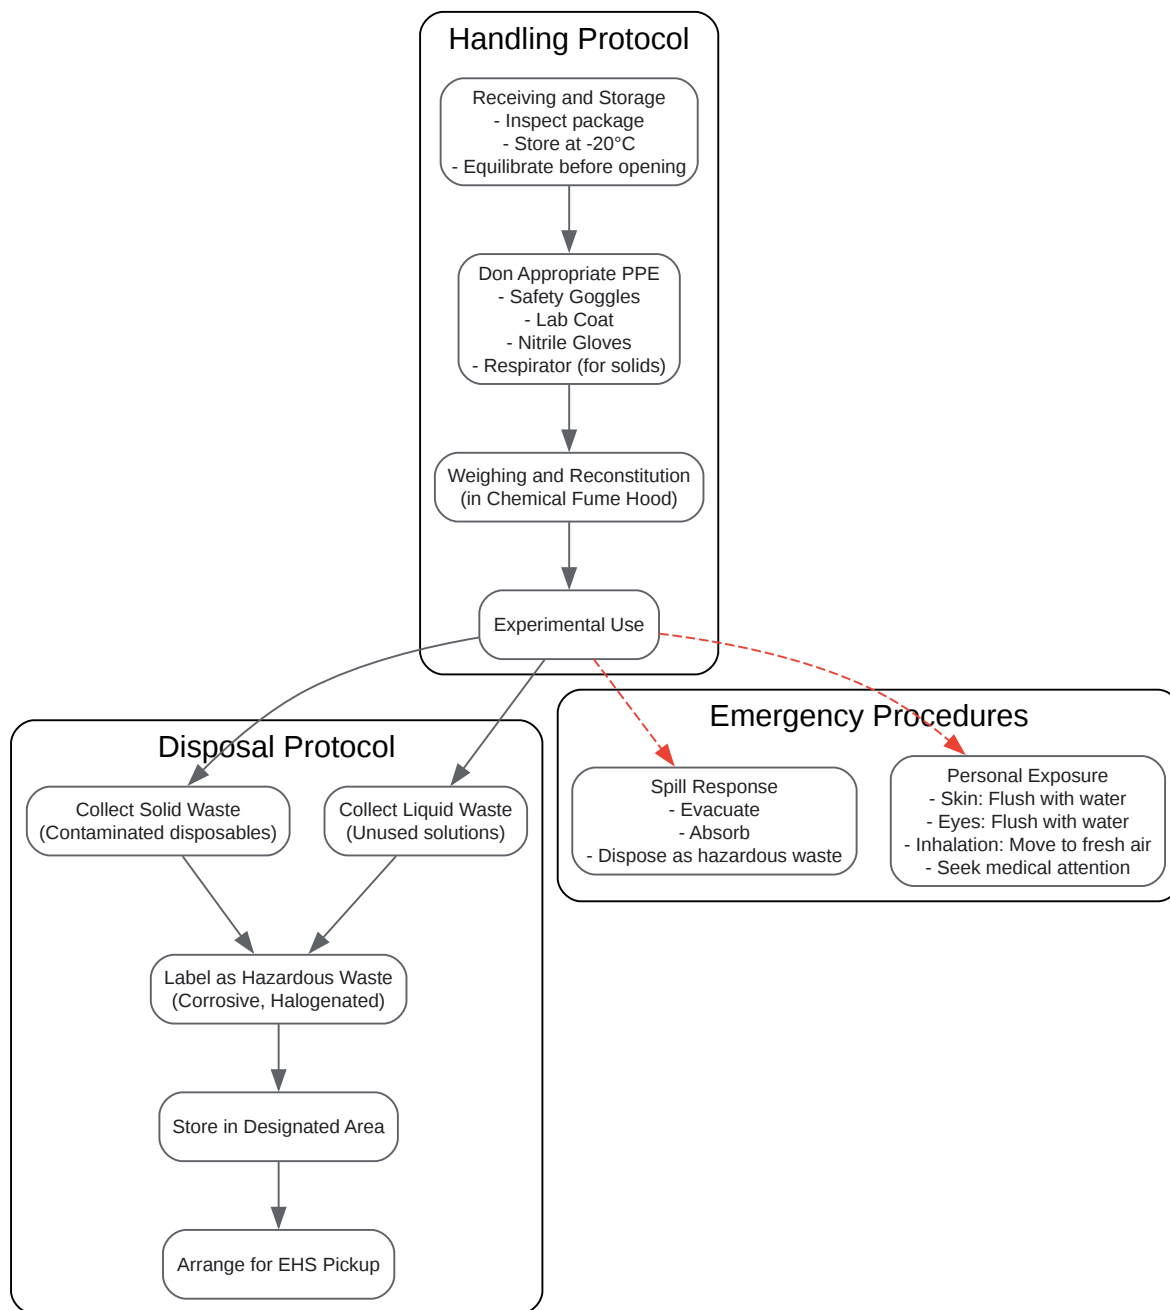 Handling Protocol
Receiving and Storage
- Inspect package
- Store at -20°C
- Equilibrate before opening
Don Appropriate PPE
- Safety Goggles
- Lab Coat
- Nitrile Gloves
- Respirator (for solids)
Weighing and Reconstitution
(in Chemical Fume Hood)
Experimental Use
Disposal Protocol
Collect Solid Waste
(Contaminated disposables)
Collect Liquid Waste
(Unused solutions)
Label as Hazardous Waste
(Corrosive, Halogenated)
Store in Designated Area
Arrange for EHS Pickup
Emergency Procedures
Spill Response
- Evacuate
- Absorb
- Dispose as hazardous waste
Personal Exposure
- Skin: Flush with water
- Eyes: Flush with water
- Inhalation: Move to fresh air
- Seek medical attention